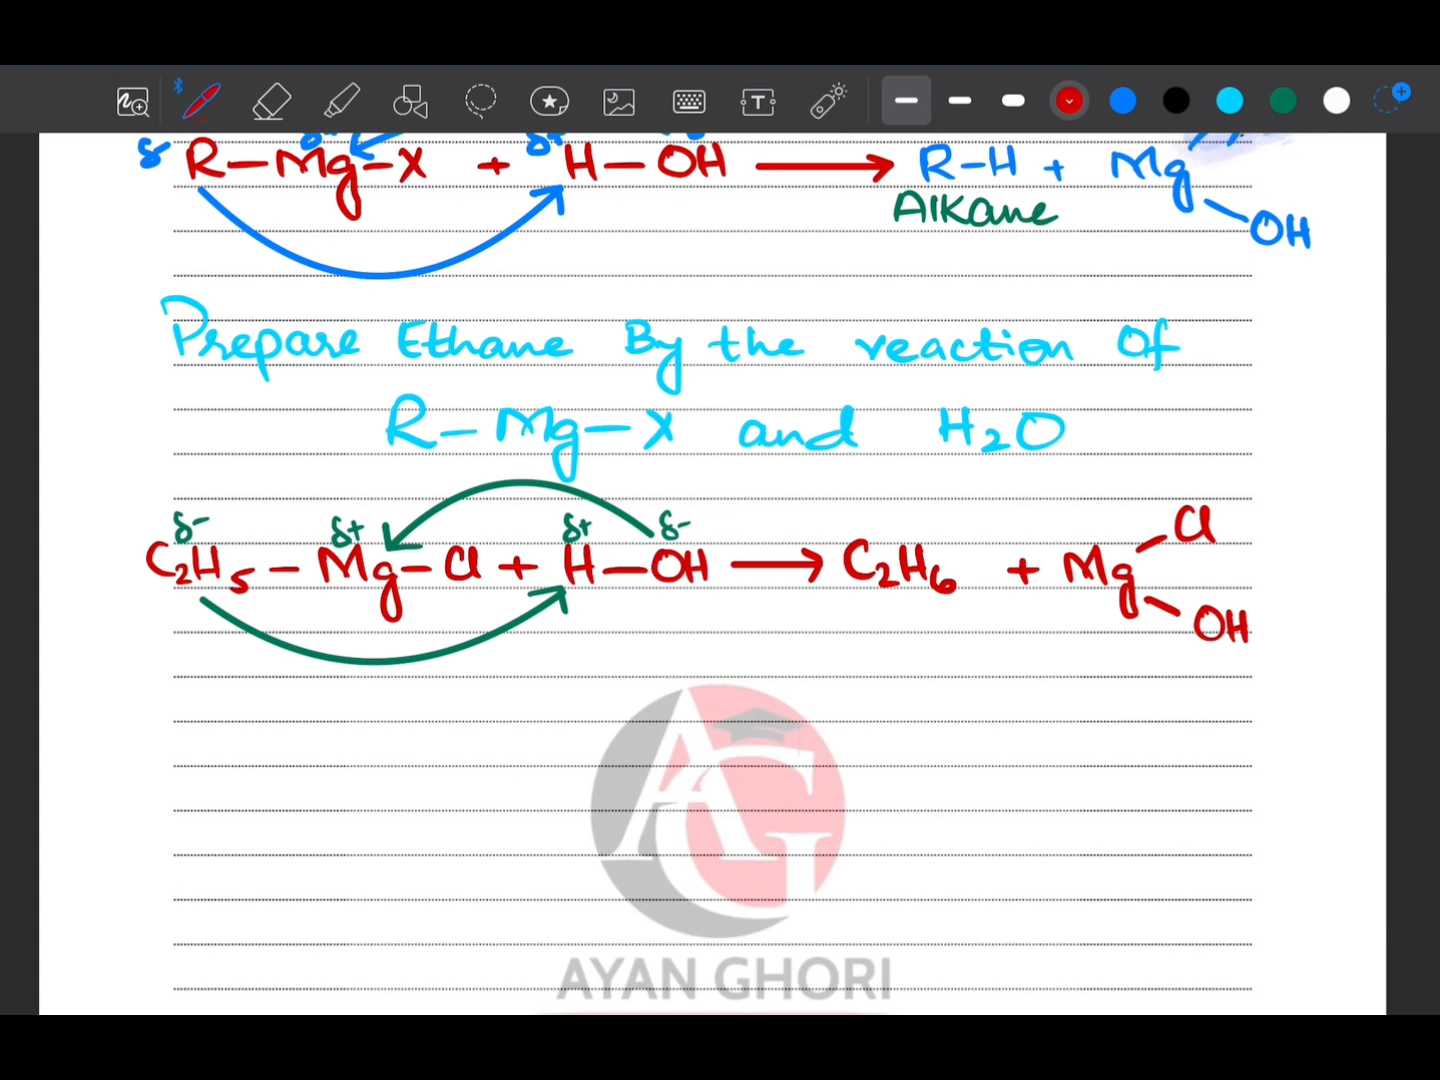 δ- R-Mg-X + δ+ H-OH ⟶ R-H + Mg
Alkane
OH
Prepare Ethane By the reaction Of
R-Mg-X and H₂O
δ- δ+ δ+ δ- Cl
C₂H₅-Mg-Cl + H-OH ⟶ C₂H₆ + Mg
OH
AG
AYAN GHORI